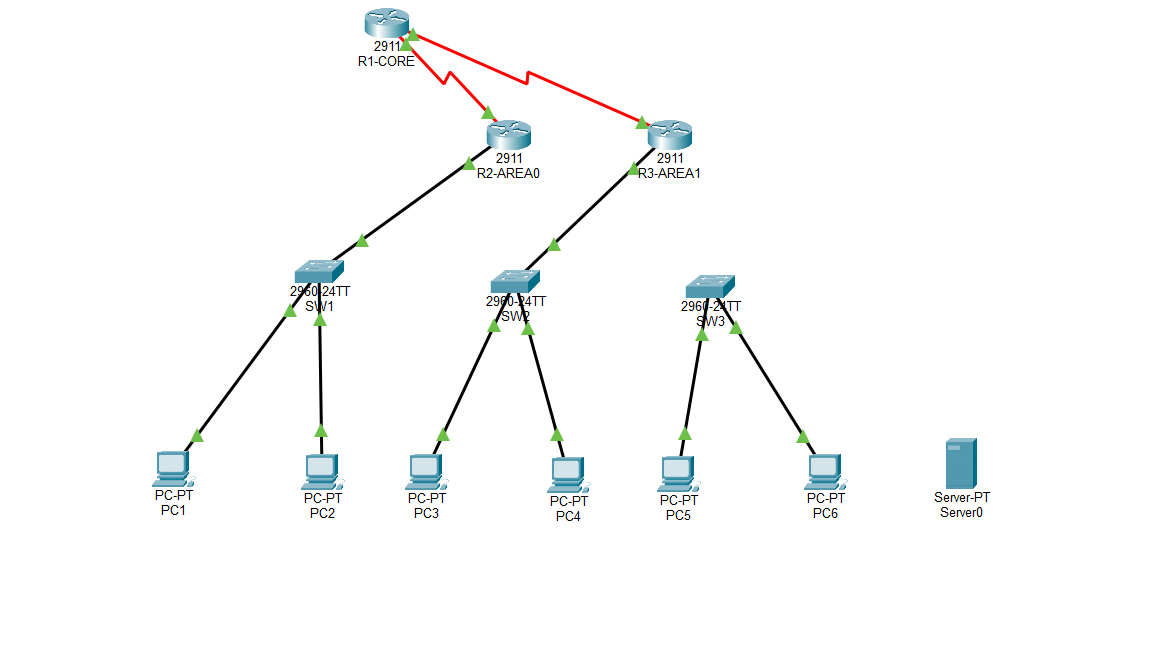 2911
R1-CORE
2911
R2-AREA0
2911
R3-AREA1
2960-24TT
SW1
2960-24TT
SW2
2960-24TT
SW3
PC-PT
PC1
PC-PT
PC2
PC-PT
PC3
PC-PT
PC4
PC-PT
PC5
PC-PT
PC6
Server-PT
Server0